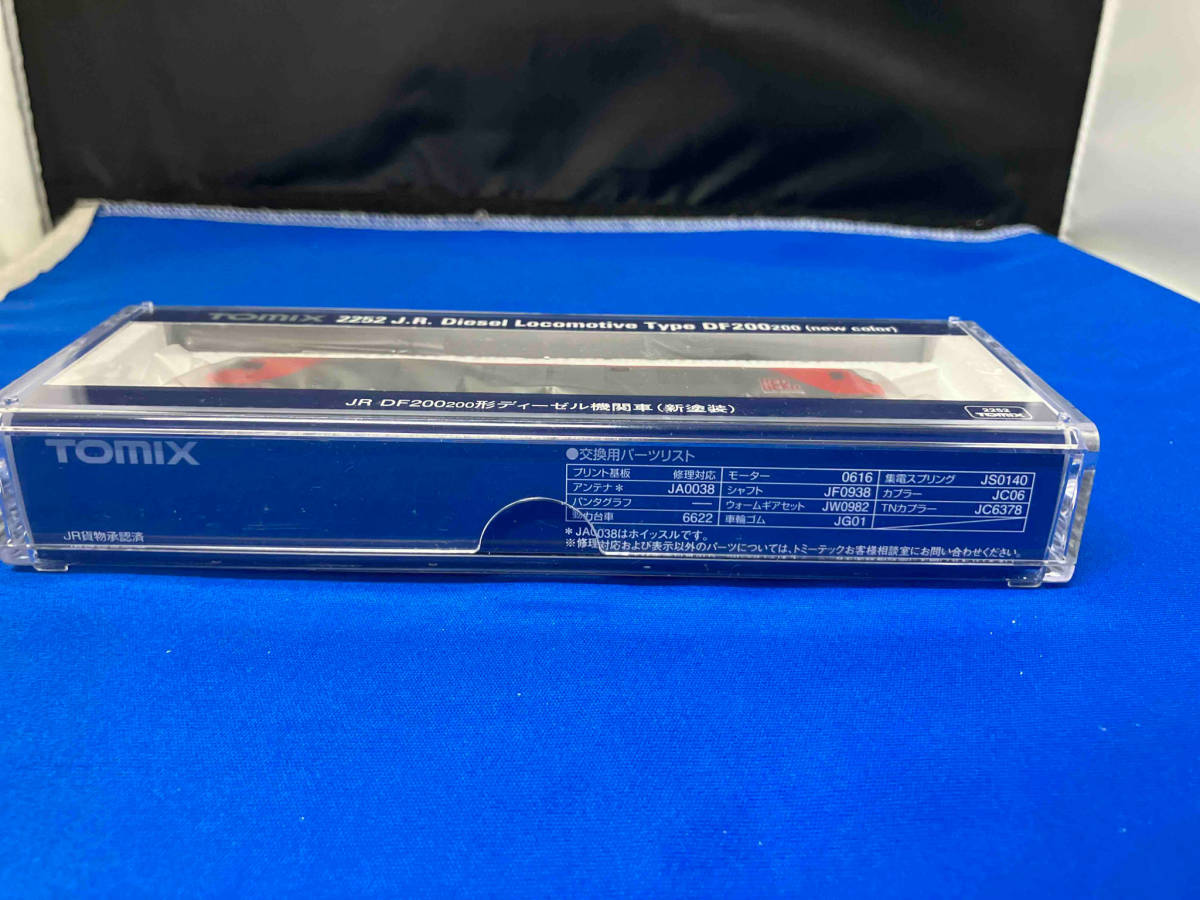 TOMIX 2252 J.R. Diesel Locomotive Type DF200200 (new color)
JR DF200200形ディーゼル機関車(新塗装)
2252
TOMIX
TOMIX
JR貨物承認済
●交換用パーツリスト
プリント基板 修理対応 モーター 0616 集電スプリング JS0140
アンテナ* JA0038 シャフト JF0938 カプラー JC06
パンタグラフ — ウォームギアセット JW0982 TNカプラー JC6378
動力台車 6622 車輪ゴム JG01
*JA0038はホイッスルです。
※修理対応および表示以外のパーツについては、トミーテックお客様相談室にお問い合わせください。